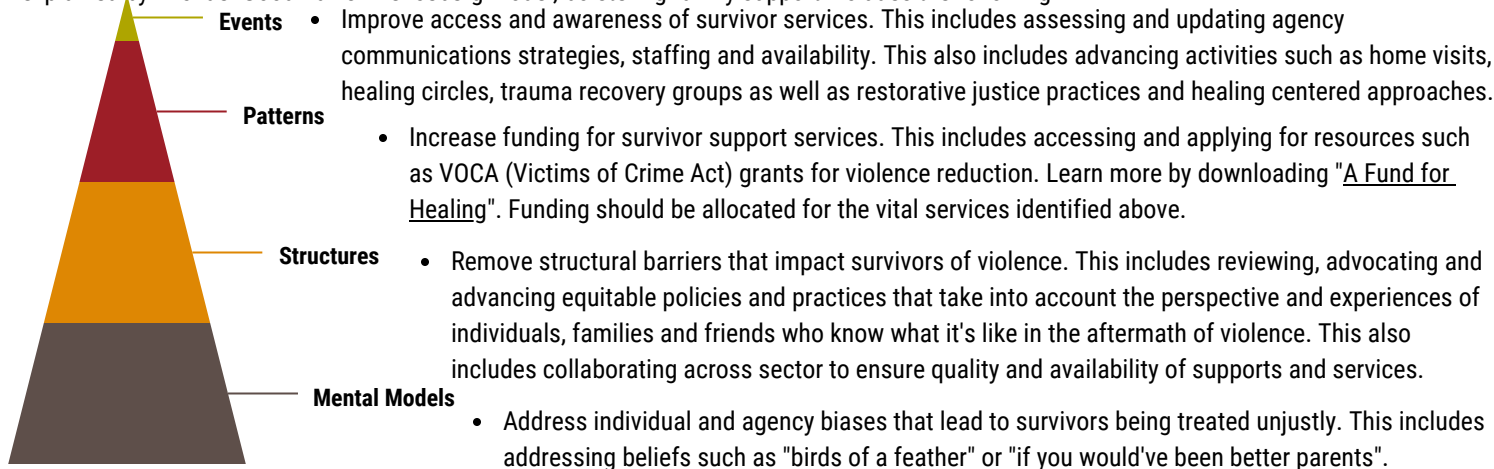 Events
• Improve access and awareness of survivor services. This includes assessing and updating agency
communications strategies, staffing and availability. This also includes advancing activities such as home visits,
healing circles, trauma recovery groups as well as restorative justice practices and healing centered approaches.
Patterns
• Increase funding for survivor support services. This includes accessing and applying for resources such
as VOCA (Victims of Crime Act) grants for violence reduction. Learn more by downloading "A Fund for
Healing". Funding should be allocated for the vital services identified above.
Structures
• Remove structural barriers that impact survivors of violence. This includes reviewing, advocating and
advancing equitable policies and practices that take into account the perspective and experiences of
individuals, families and friends who know what it's like in the aftermath of violence. This also
includes collaborating across sector to ensure quality and availability of supports and services.
Mental Models
• Address individual and agency biases that lead to survivors being treated unjustly. This includes
addressing beliefs such as "birds of a feather" or "if you would've been better parents".